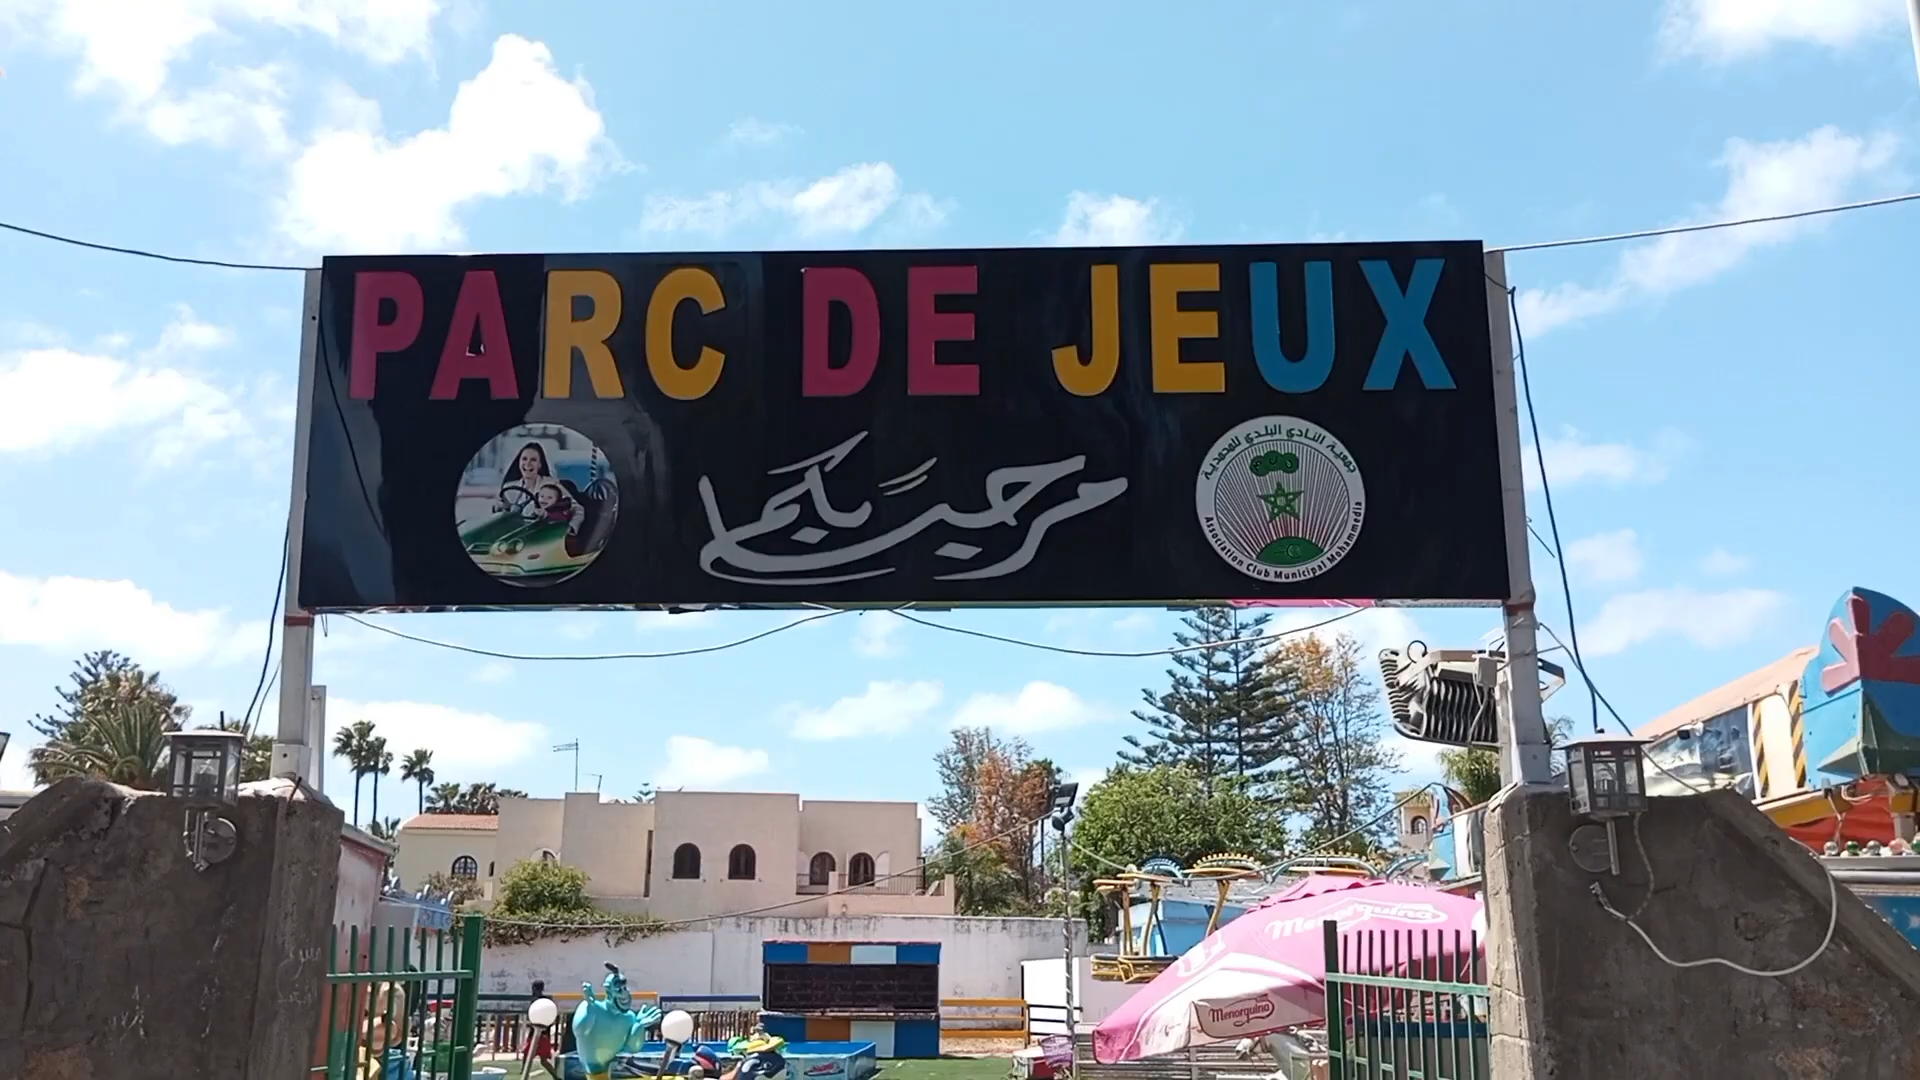 PARC DE JEUX
مرحبا بكم
جمعية النادي البلدي للمحمدية
Association Club Municipal Mohammedia
Menorquina
Menorquina